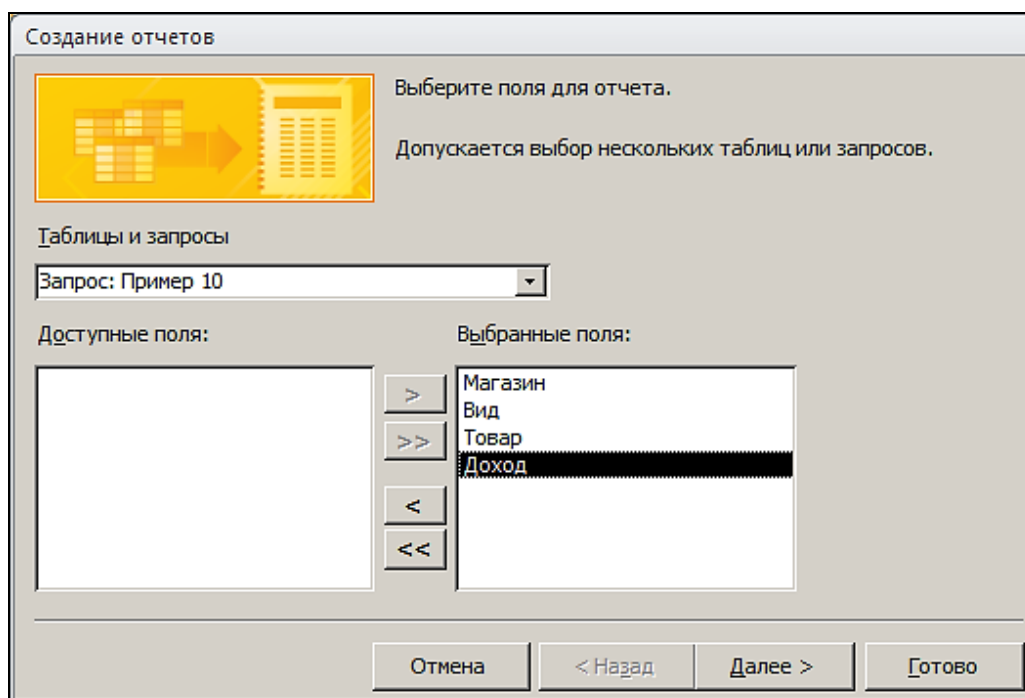 Создание отчетов
Выберите поля для отчета.
Допускается выбор нескольких таблиц или запросов.
Таблицы и запросы
Запрос: Пример 10
Доступные поля:
Выбранные поля:
>
>>
<
<<
Магазин
Вид
Товар
Доход
Отмена
< Назад
Далее >
Готово